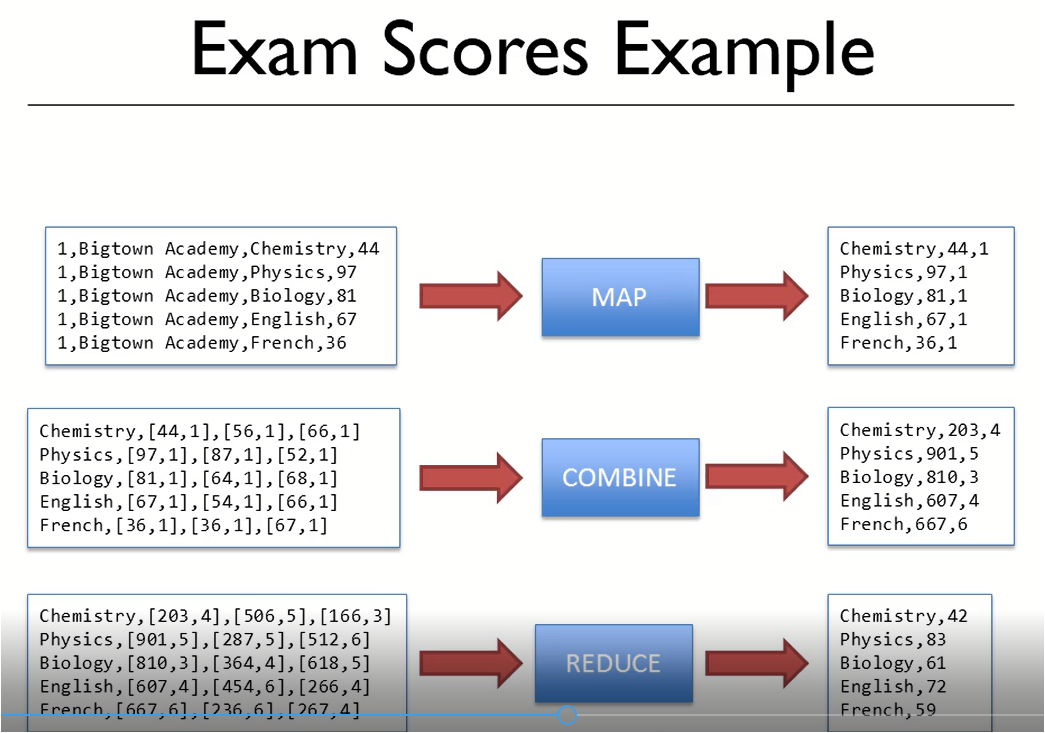 Exam Scores Example
1,Bigtown Academy,Chemistry,44
1,Bigtown Academy,Physics,97
1,Bigtown Academy,Biology,81
1,Bigtown Academy,English,67
1,Bigtown Academy,French,36
MAP
Chemistry,44,1
Physics,97,1
Biology,81,1
English,67,1
French,36,1
Chemistry,[44,1],[56,1],[66,1]
Physics,[97,1],[87,1],[52,1]
Biology,[81,1],[64,1],[68,1]
English,[67,1],[54,1],[66,1]
French,[36,1],[36,1],[67,1]
COMBINE
Chemistry,203,4
Physics,901,5
Biology,810,3
English,607,4
French,667,6
Chemistry,[203,4],[506,5],[166,3]
Physics,[901,5],[287,5],[512,6]
Biology,[810,3],[364,4],[618,5]
English,[607,4],[454,6],[266,4]
French,[667,6],[236,6],[267,4]
REDUCE
Chemistry,42
Physics,83
Biology,61
English,72
French,59